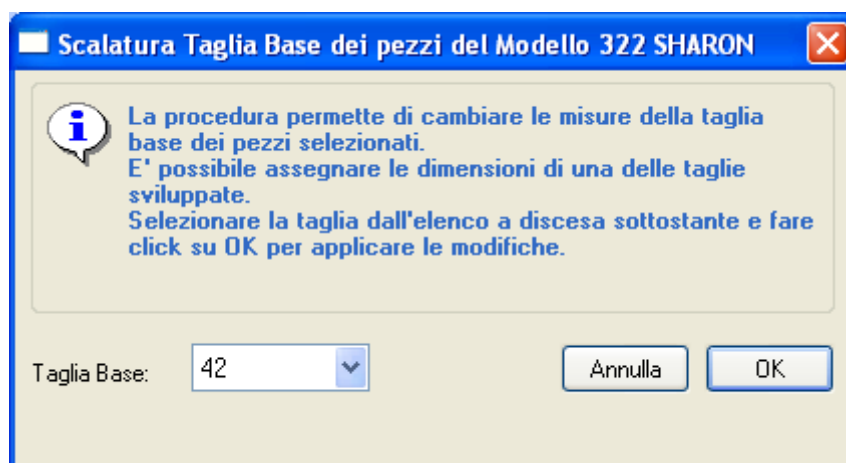 Scalatura Taglia Base dei pezzi del Modello 322 SHARON
La procedura permette di cambiare le misure della taglia
base dei pezzi selezionati.
E' possibile assegnare le dimensioni di una delle taglie
sviluppate.
Selezionare la taglia dall'elenco a discesa sottostante e fare
click su OK per applicare le modifiche.
Taglia Base: 42 Annulla OK